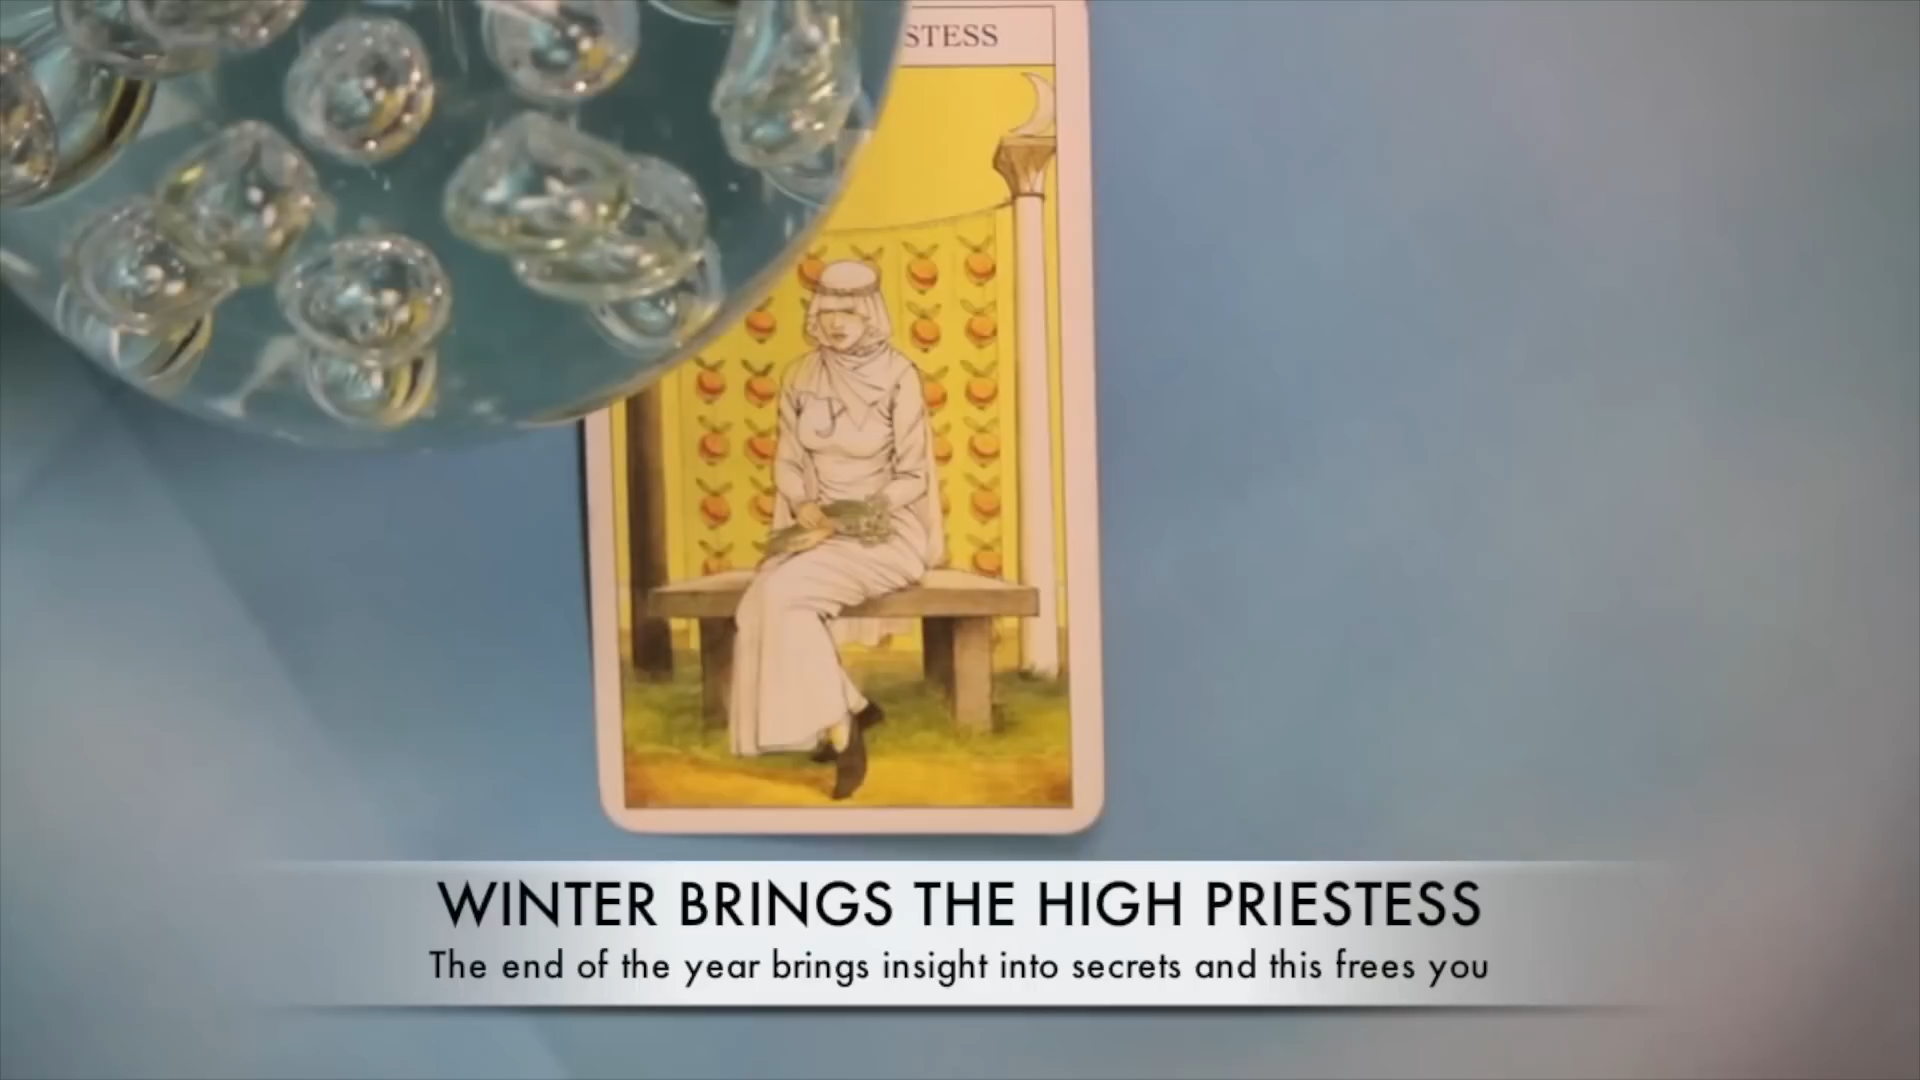 STESS
WINTER BRINGS THE HIGH PRIESTESS
The end of the year brings insight into secrets and this frees you